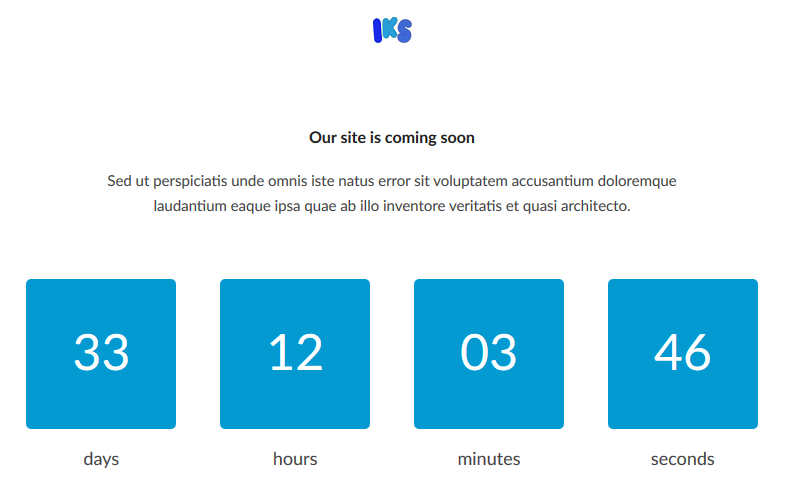 IKS
Our site is coming soon
Sed ut perspiciatis unde omnis iste natus error sit voluptatem accusantium doloremque
laudantium eaque ipsa quae ab illo inventore veritatis et quasi architecto.
33 12 03 46
days hours minutes seconds